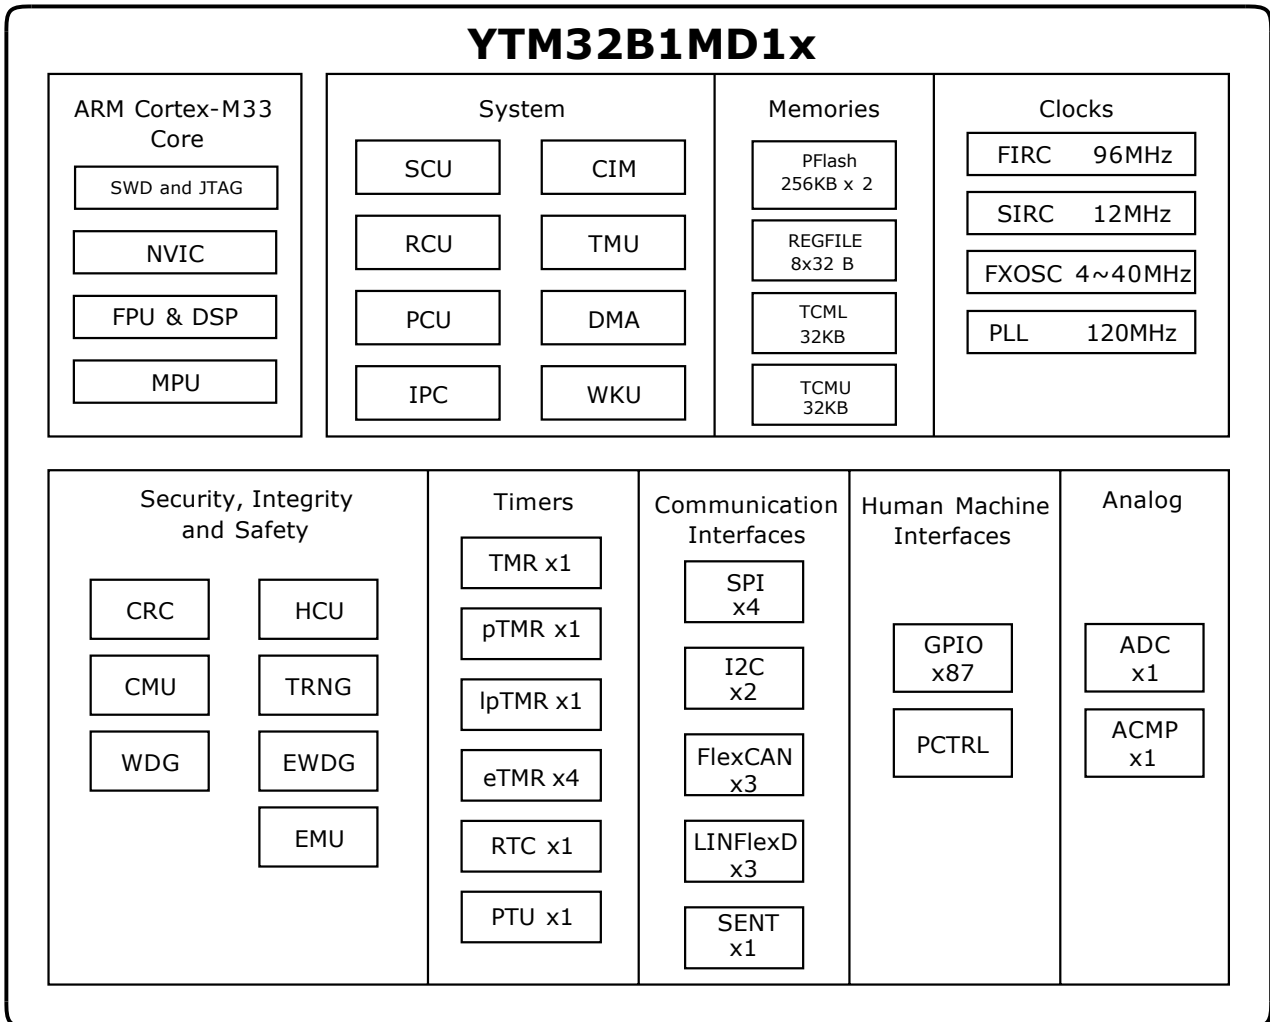 YTM32B1MD1x
ARM Cortex-M33
Core
SWD and JTAG
NVIC
FPU & DSP
MPU
System
SCU
CIM
RCU
TMU
PCU
DMA
IPC
WKU
Memories
PFlash
256KB x 2
REGFILE
8x32 B
TCML
32KB
TCMU
32KB
Clocks
FIRC 96MHz
SIRC 12MHz
FXOSC 4~40MHz
PLL 120MHz
Security, Integrity
and Safety
CRC
HCU
CMU
TRNG
WDG
EWDG
EMU
Timers
TMR x1
pTMR x1
lpTMR x1
eTMR x4
RTC x1
PTU x1
Communication
Interfaces
SPI
x4
I2C
x2
FlexCAN
x3
LINFlexD
x3
SENT
x1
Human Machine
Interfaces
GPIO
x87
PCTRL
Analog
ADC
x1
ACMP
x1